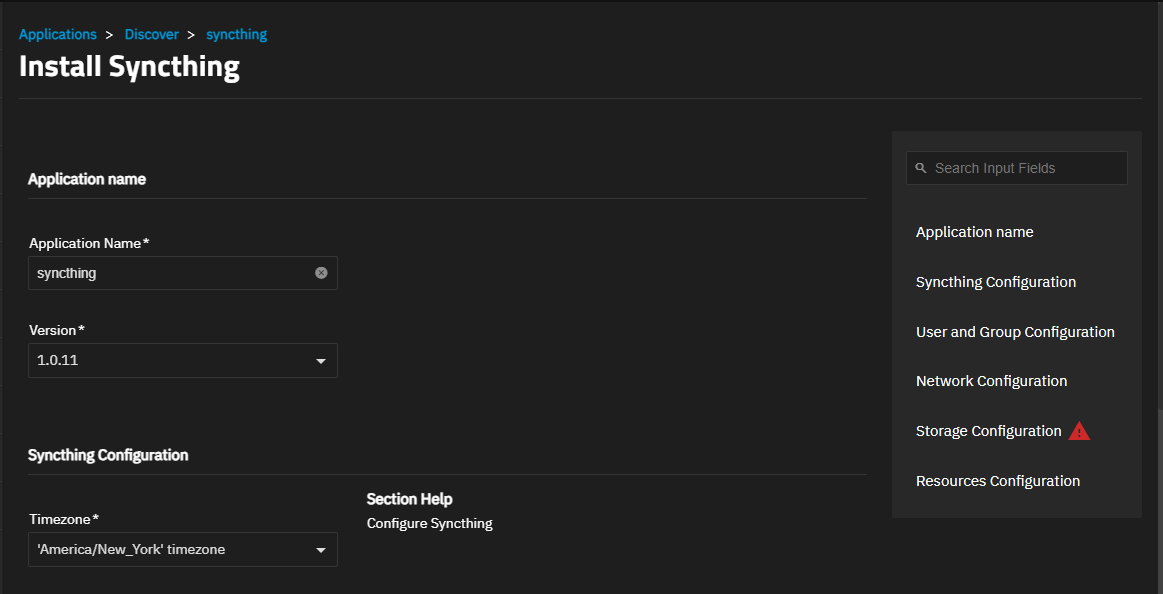 Applications > Discover > syncthing
Install Syncthing
Application name
Application Name*
syncthing
Version*
1.0.11
Syncthing Configuration
Timezone*
'America/New_York' timezone
Section Help
Configure Syncthing
Search Input Fields
Application name
Syncthing Configuration
User and Group Configuration
Network Configuration
Storage Configuration
Resources Configuration